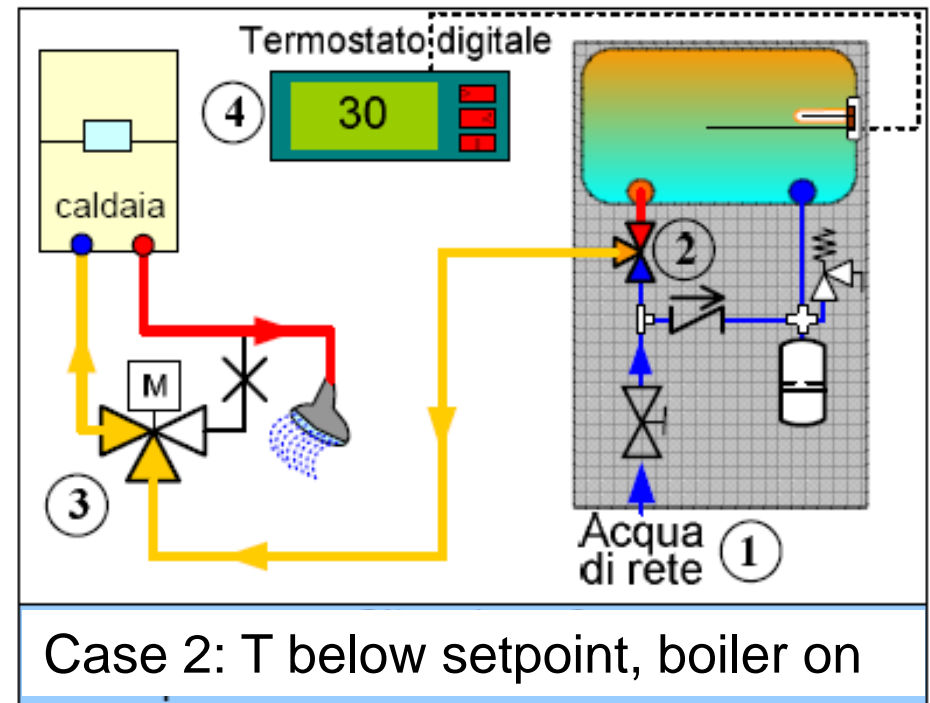 Termostato digitale
4
30
caldaia
2
M
3
Acqua
di rete
1
Case 2: T below setpoint, boiler on